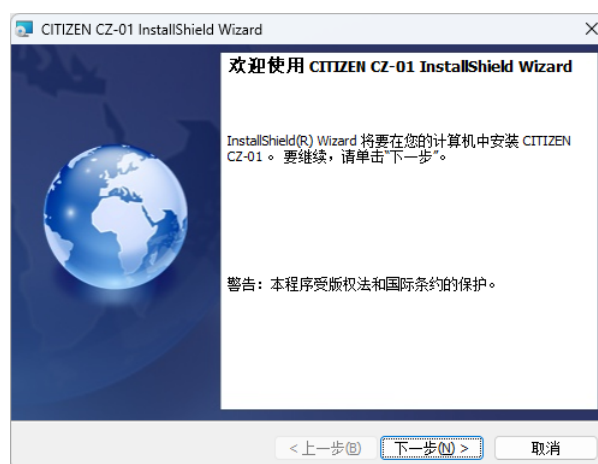 CITIZEN CZ-01 InstallShield Wizard
欢迎使用 CITIZEN CZ-01 InstallShield Wizard
InstallShield(R) Wizard 将要在您的计算机中安装 CITIZEN
CZ-01 。 要继续，请单击“下一步”。
警告：本程序受版权法和国际条约的保护。
< 上一步(B)
下一步(N) >
取消